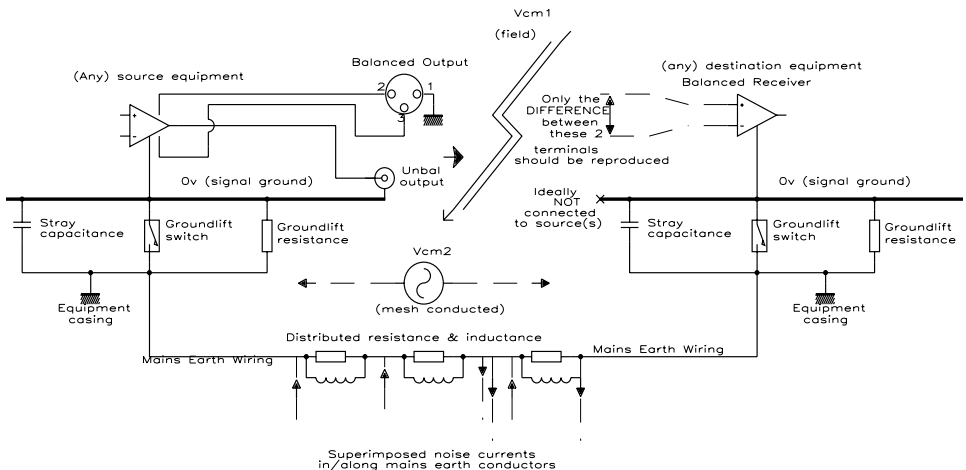 Vcm1
(field)
(Any) source equipment
Balanced Output
2
1
3
(any) destination equipment
Balanced Receiver
Only the
DIFFERENCE
between
these 2
terminals
should be reproduced
+
−
+
−
Unbal
output
0v (signal ground)
0v (signal ground)
Ideally
NOT
connected
to source(s)
Stray
capacitance
Groundlift
switch
Groundlift
resistance
Stray
capacitance
Groundlift
switch
Groundlift
resistance
Vcm2
(mesh conducted)
Equipment
casing
Equipment
casing
Distributed resistance & inductance
Mains Earth Wiring
Mains Earth Wiring
Superimposed noise currents
in/along mains earth conductors